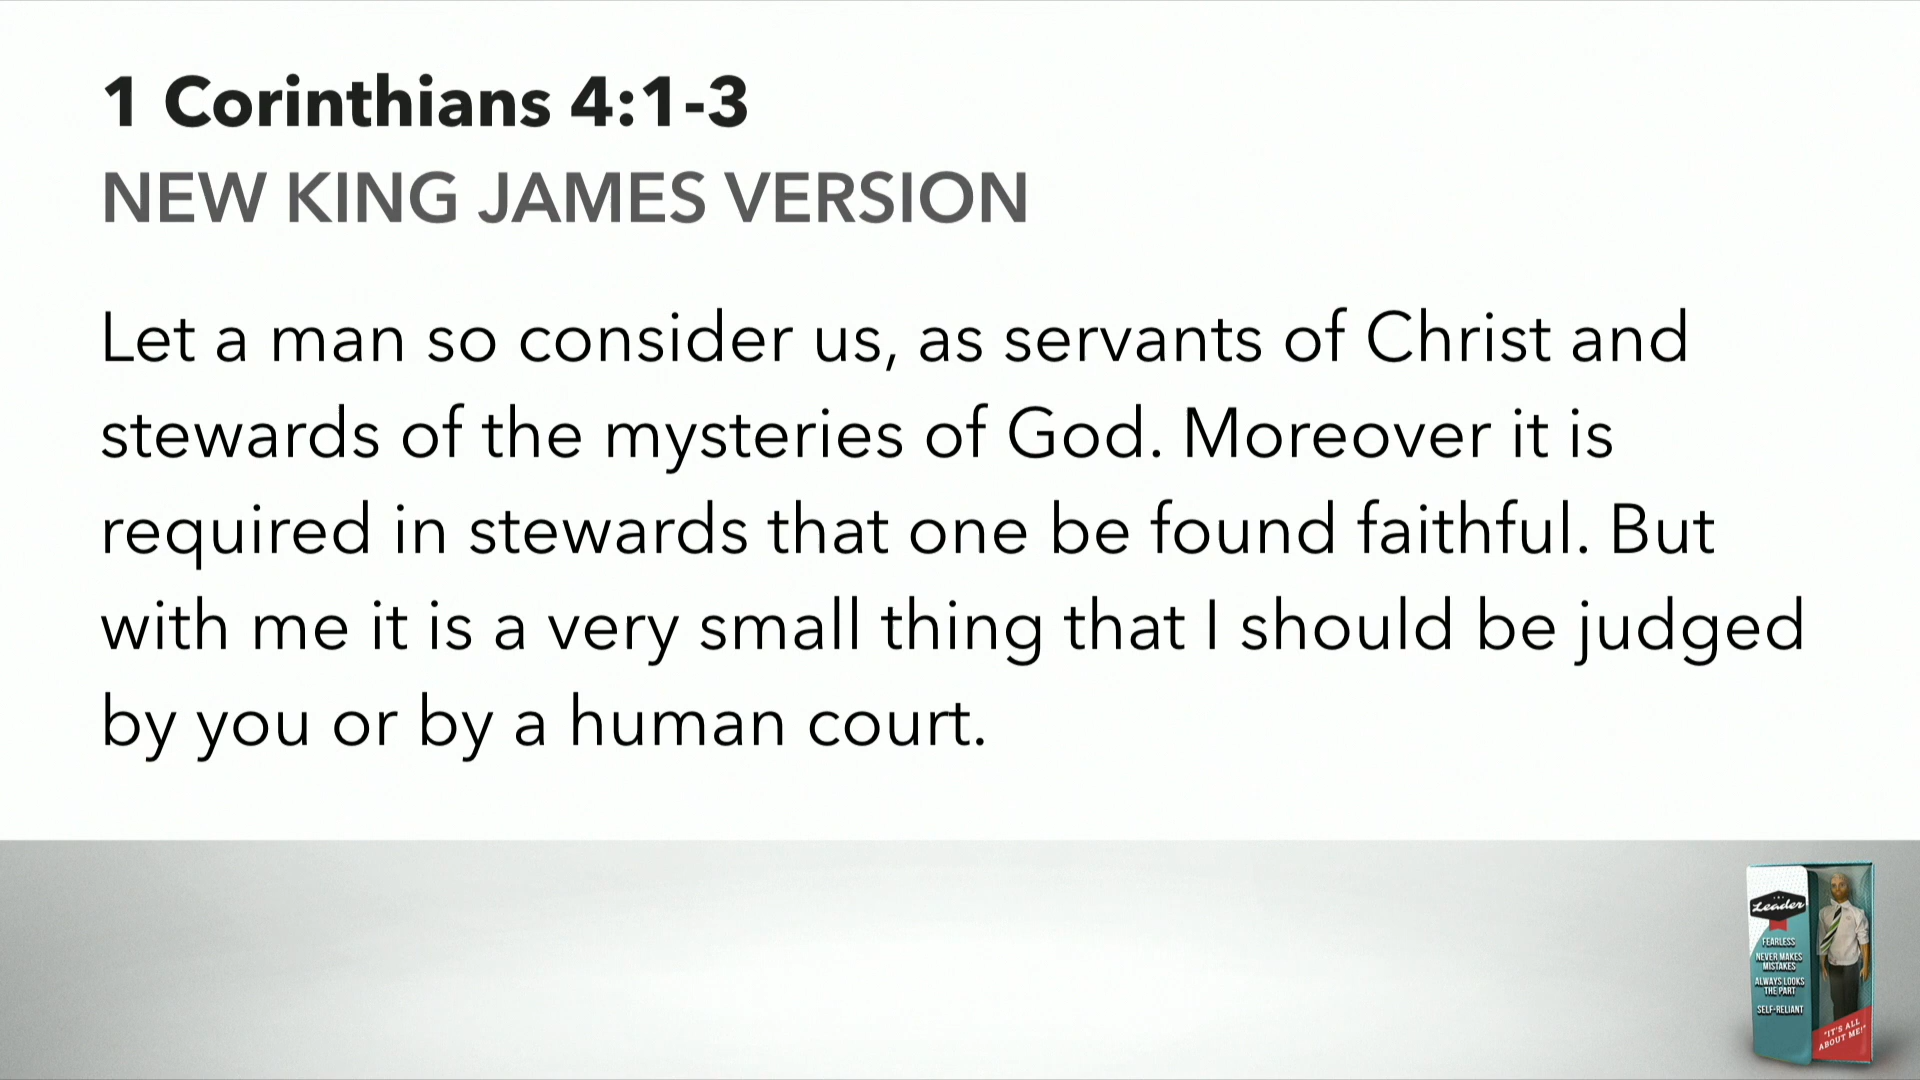 1 Corinthians 4:1-3
NEW KING JAMES VERSION
Let a man so consider us, as servants of Christ and
stewards of the mysteries of God. Moreover it is
required in stewards that one be found faithful. But
with me it is a very small thing that I should be judged
by you or by a human court.
Leader
FEARLESS
NEVER MAKES
MISTAKES
ALWAYS LOOKS
THE PART
SELF-RELIANT
"IT'S ALL
ABOUT ME!"